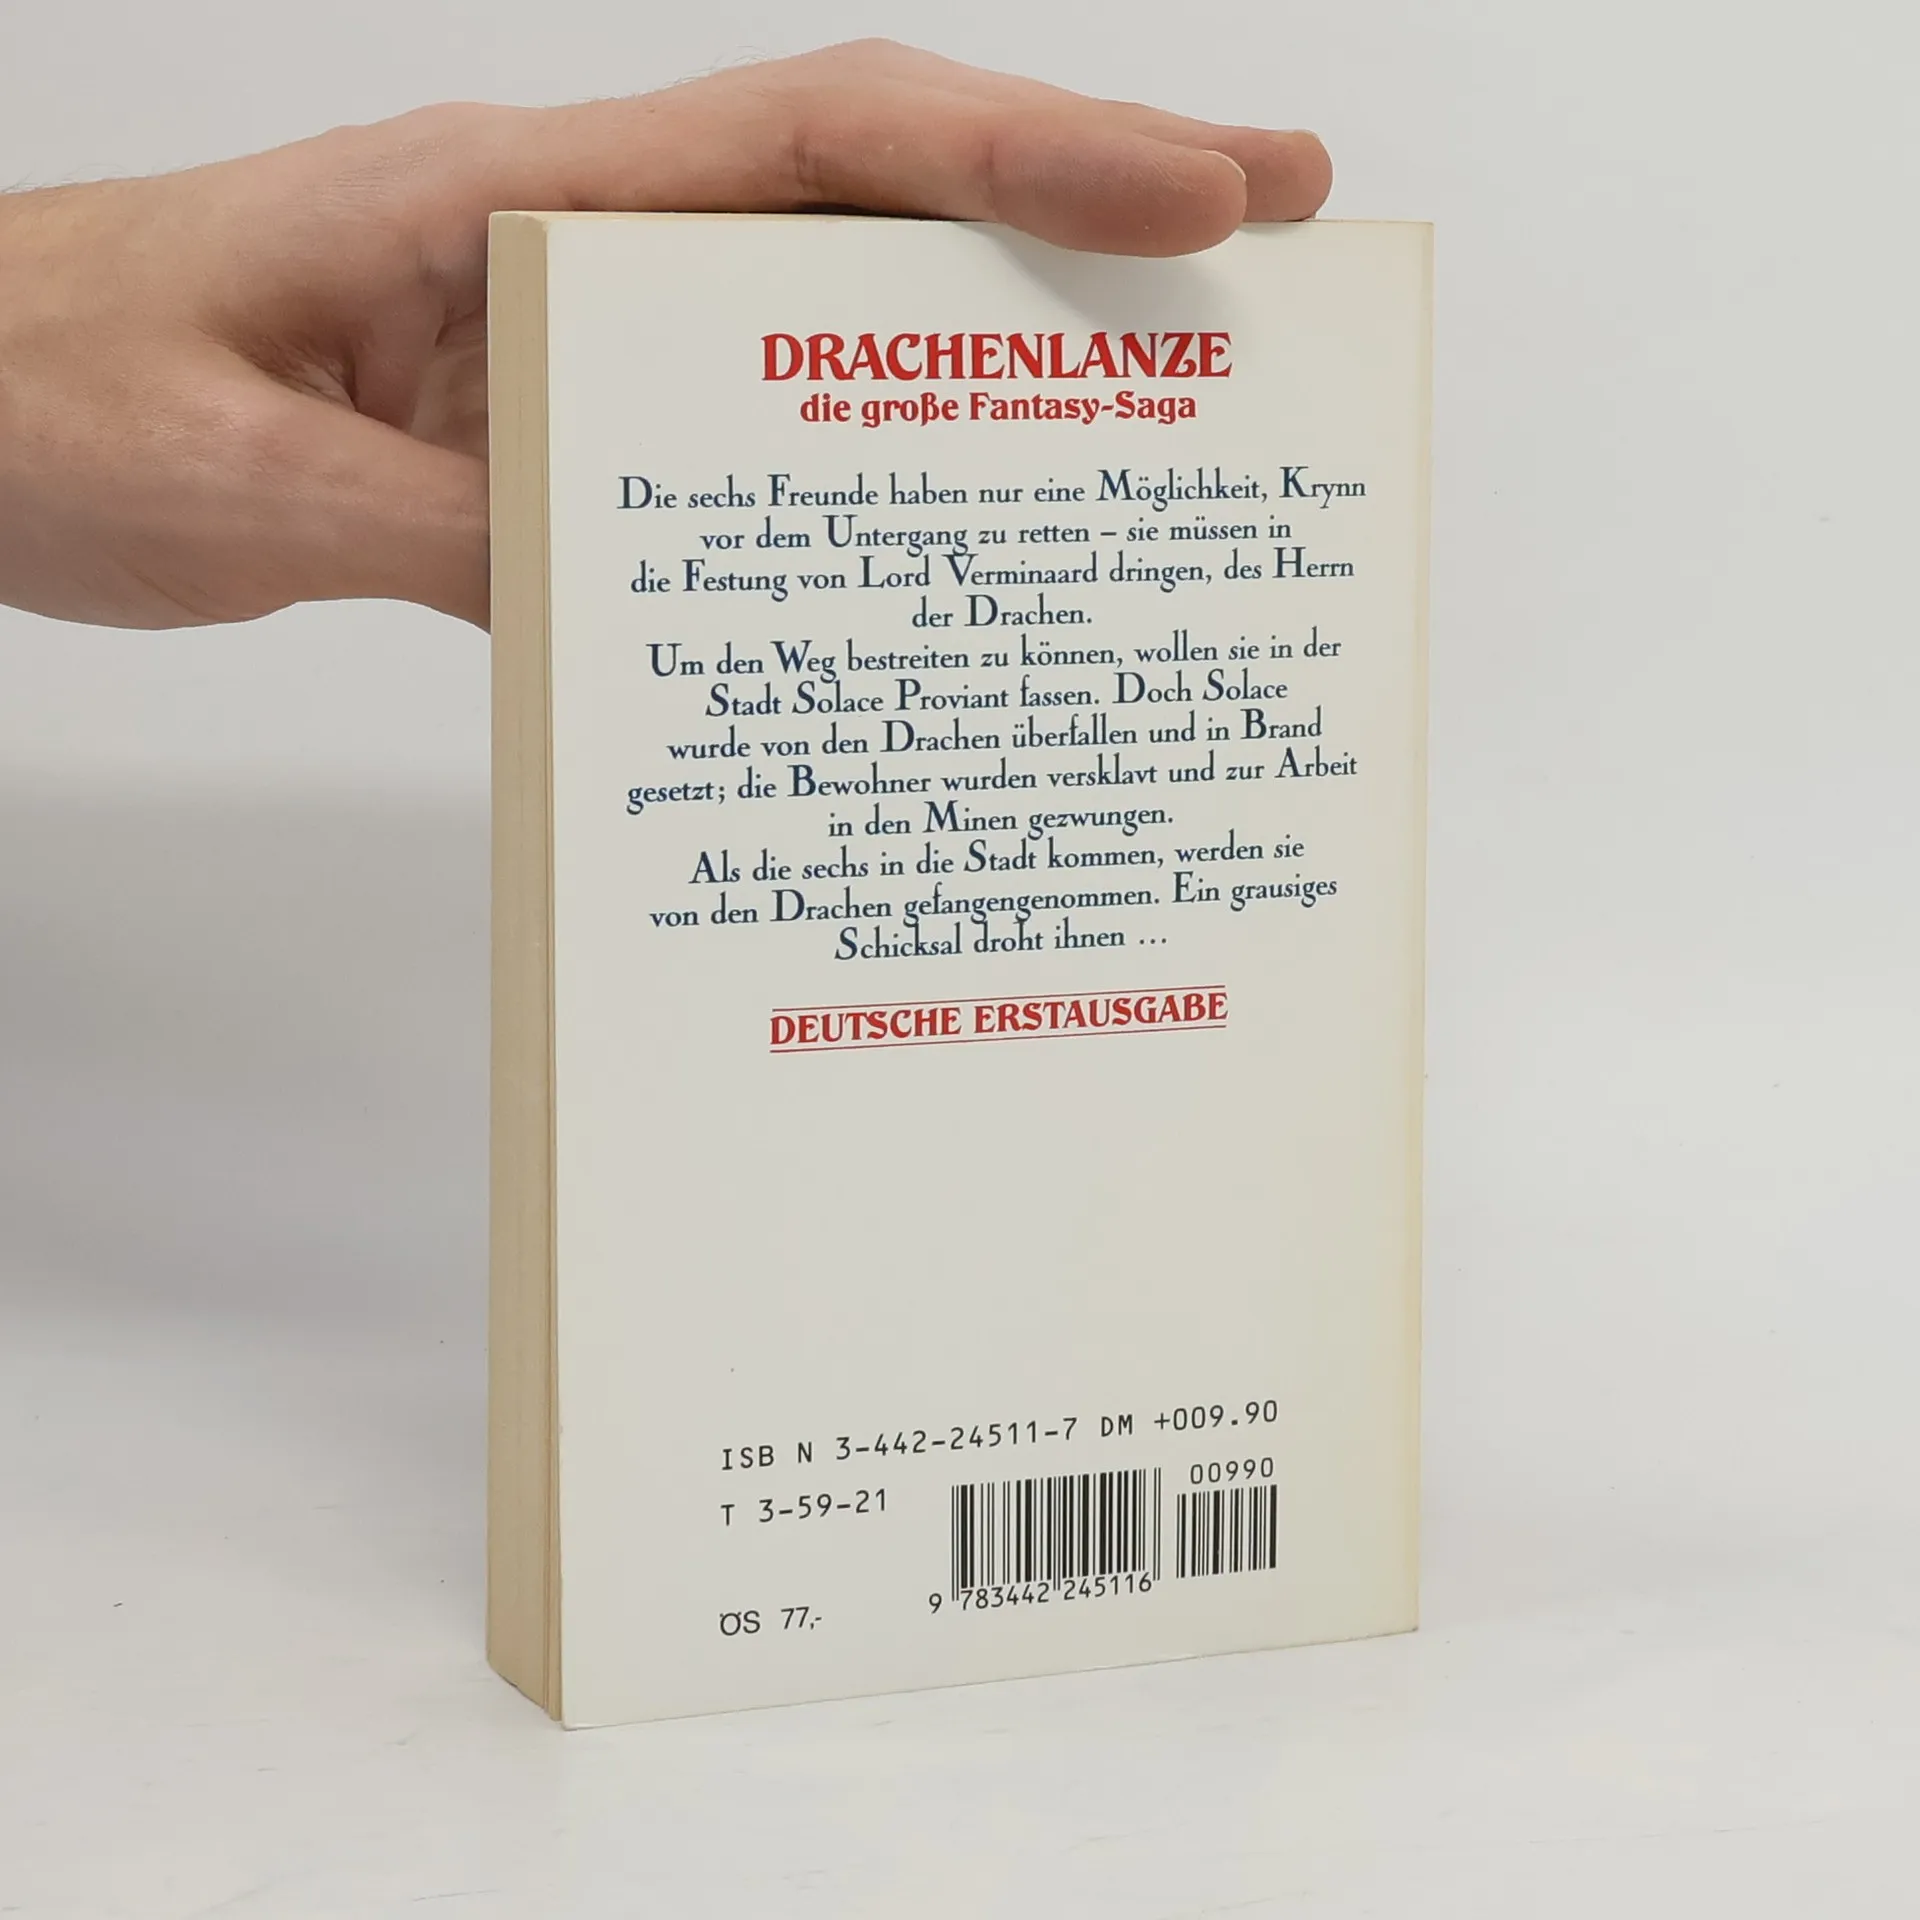 DRACHENLANZE
die große Fantasy-Saga
Die sechs Freunde haben nur eine Möglichkeit, Krynn
vor dem Untergang zu retten – sie müssen in
die Festung von Lord Verminaard dringen, des Herrn
der Drachen.
Um den Weg bestreiten zu können, wollen sie in der
Stadt Solace Proviant fassen. Doch Solace
wurde von den Drachen überfallen und in Brand
gesetzt; die Bewohner wurden versklavt und zur Arbeit
in den Minen gezwungen.
Als die sechs in die Stadt kommen, werden sie
von den Drachen gefangengenommen. Ein grausiges
Schicksal droht ihnen ...
DEUTSCHE ERSTAUSGABE
ISB N 3-442-24511-7 DM +009.90
T 3-59-21
00990
9 783442 245116
ÖS 77,-